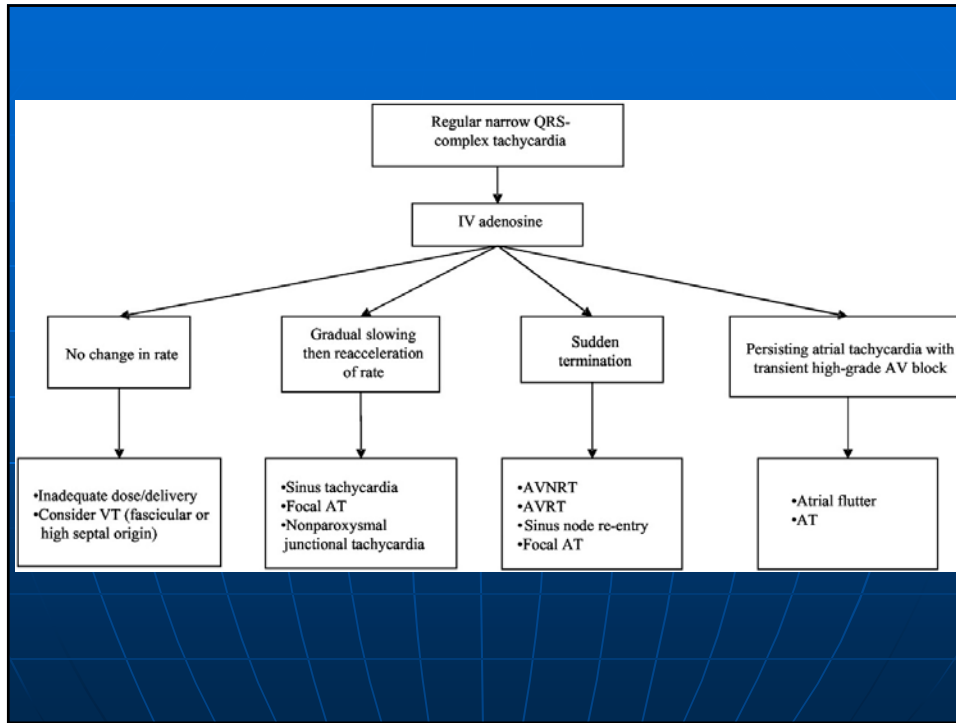 Regular narrow QRS-
complex tachycardia
IV adenosine
No change in rate
Gradual slowing
then reacceleration
of rate
Sudden
termination
Persisting atrial tachycardia with
transient high-grade AV block
•Inadequate dose/delivery
•Consider VT (fascicular or
high septal origin)
•Sinus tachycardia
•Focal AT
•Nonparoxysmal
junctional tachycardia
•AVNRT
•AVRT
•Sinus node re-entry
•Focal AT
•Atrial flutter
•AT